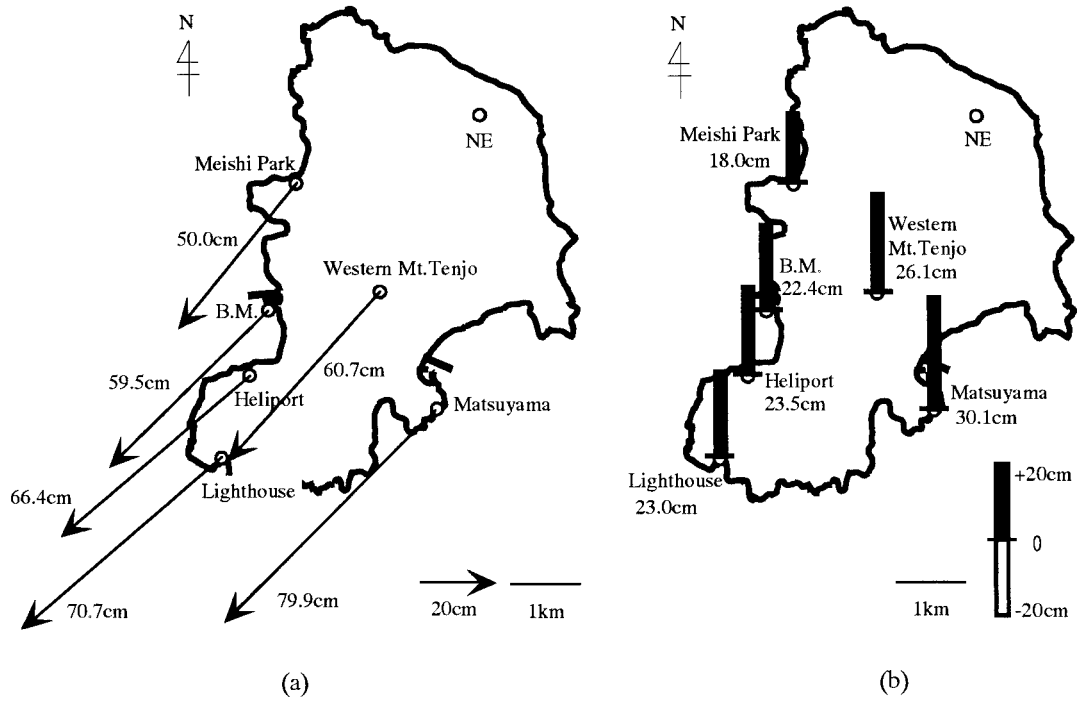 N
NE
Meishi Park
50.0cm
Western Mt.Tenjo
B.M.
59.5cm
60.7cm
Heliport
Matsuyama
66.4cm
Lighthouse
70.7cm
79.9cm
20cm
1km
(a)
N
NE
Meishi Park
18.0cm
Western
Mt.Tenjo
26.1cm
B.M.
22.4cm
Heliport
23.5cm
Matsuyama
30.1cm
Lighthouse
23.0cm
+20cm
0
-20cm
1km
(b)